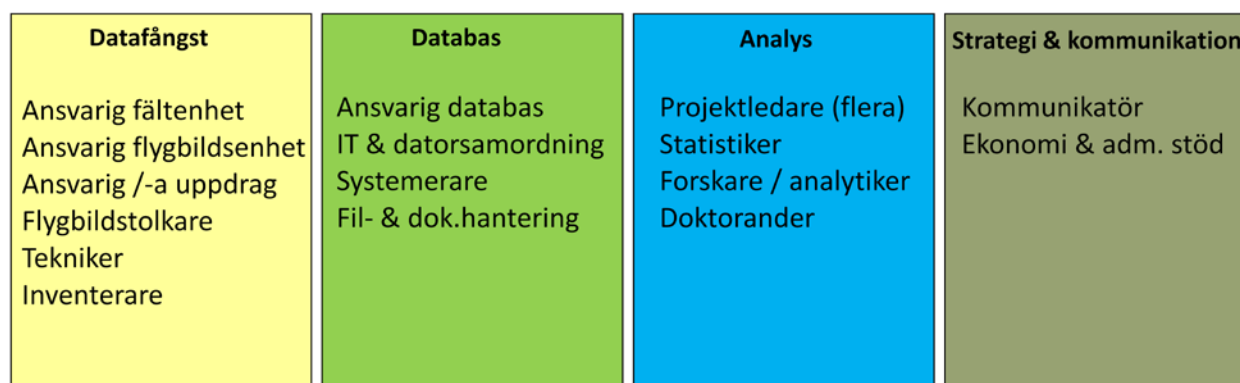 Datafångst
Ansvarig fältenhet
Ansvarig flygbildsenhet
Ansvarig /-a uppdrag
Flygbildstolkare
Tekniker
Inventerare
Databas
Ansvarig databas
IT & datorsamordning
Systemerare
Fil- & dok.hantering
Analys
Projektledare (flera)
Statistiker
Forskare / analytiker
Doktorander
Strategi & kommunikation
Kommunikatör
Ekonomi & adm. stöd